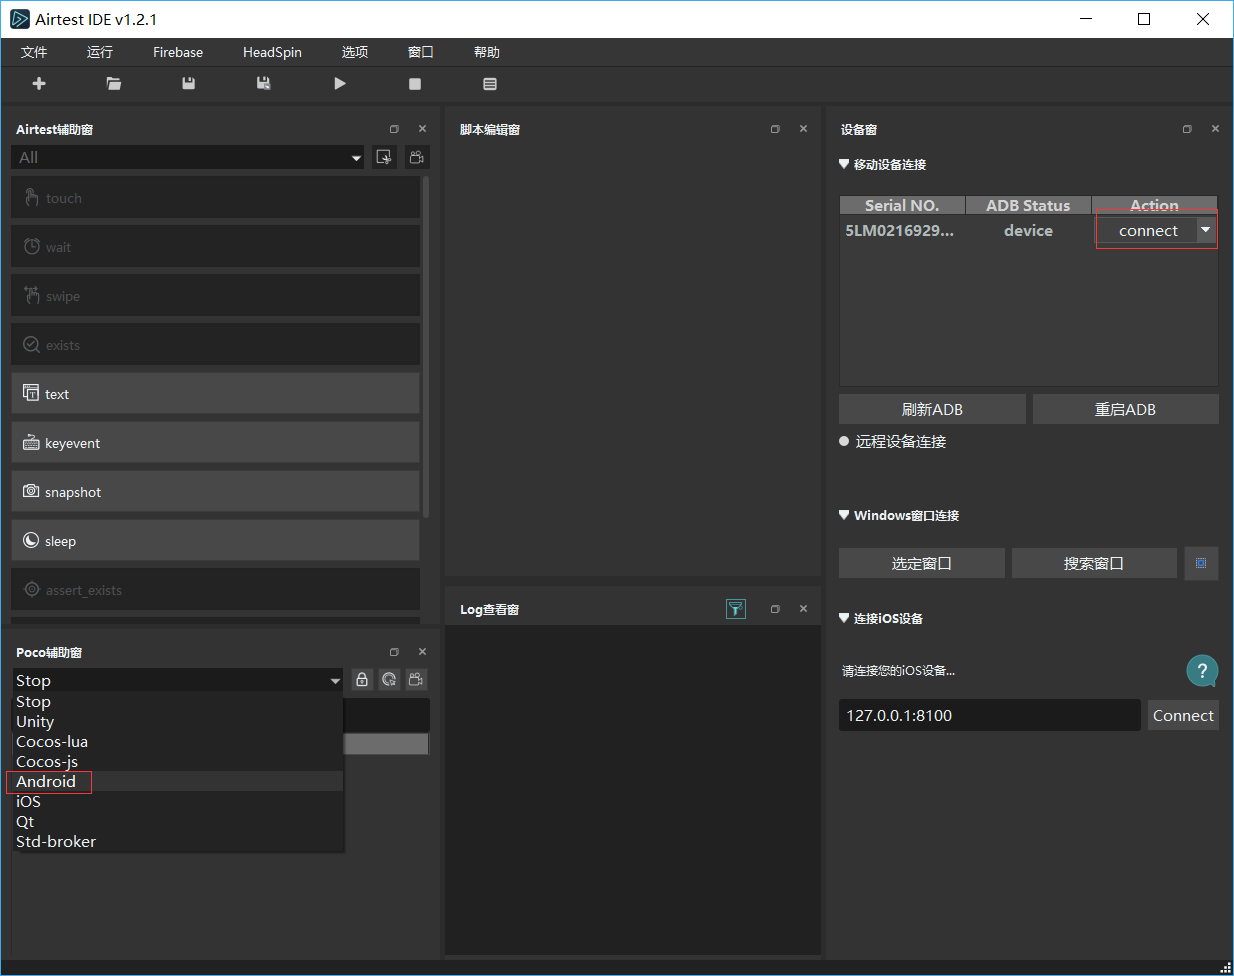 Airtest IDE v1.2.1
文件 运行 Firebase HeadSpin 选项 窗口 帮助
Airtest辅助窗
All
touch
wait
swipe
exists
text
keyevent
snapshot
sleep
assert_exists
Poco辅助窗
Stop
Stop
Unity
Cocos-lua
Cocos-js
Android
iOS
Qt
Std-broker
脚本编辑窗
Log查看窗
设备窗
移动设备连接
Serial NO. ADB Status Action
5LM0216929... device connect
刷新ADB 重启ADB
远程设备连接
Windows窗口连接
选定窗口 搜索窗口
连接iOS设备
请连接您的iOS设备...
?
127.0.0.1:8100 Connect